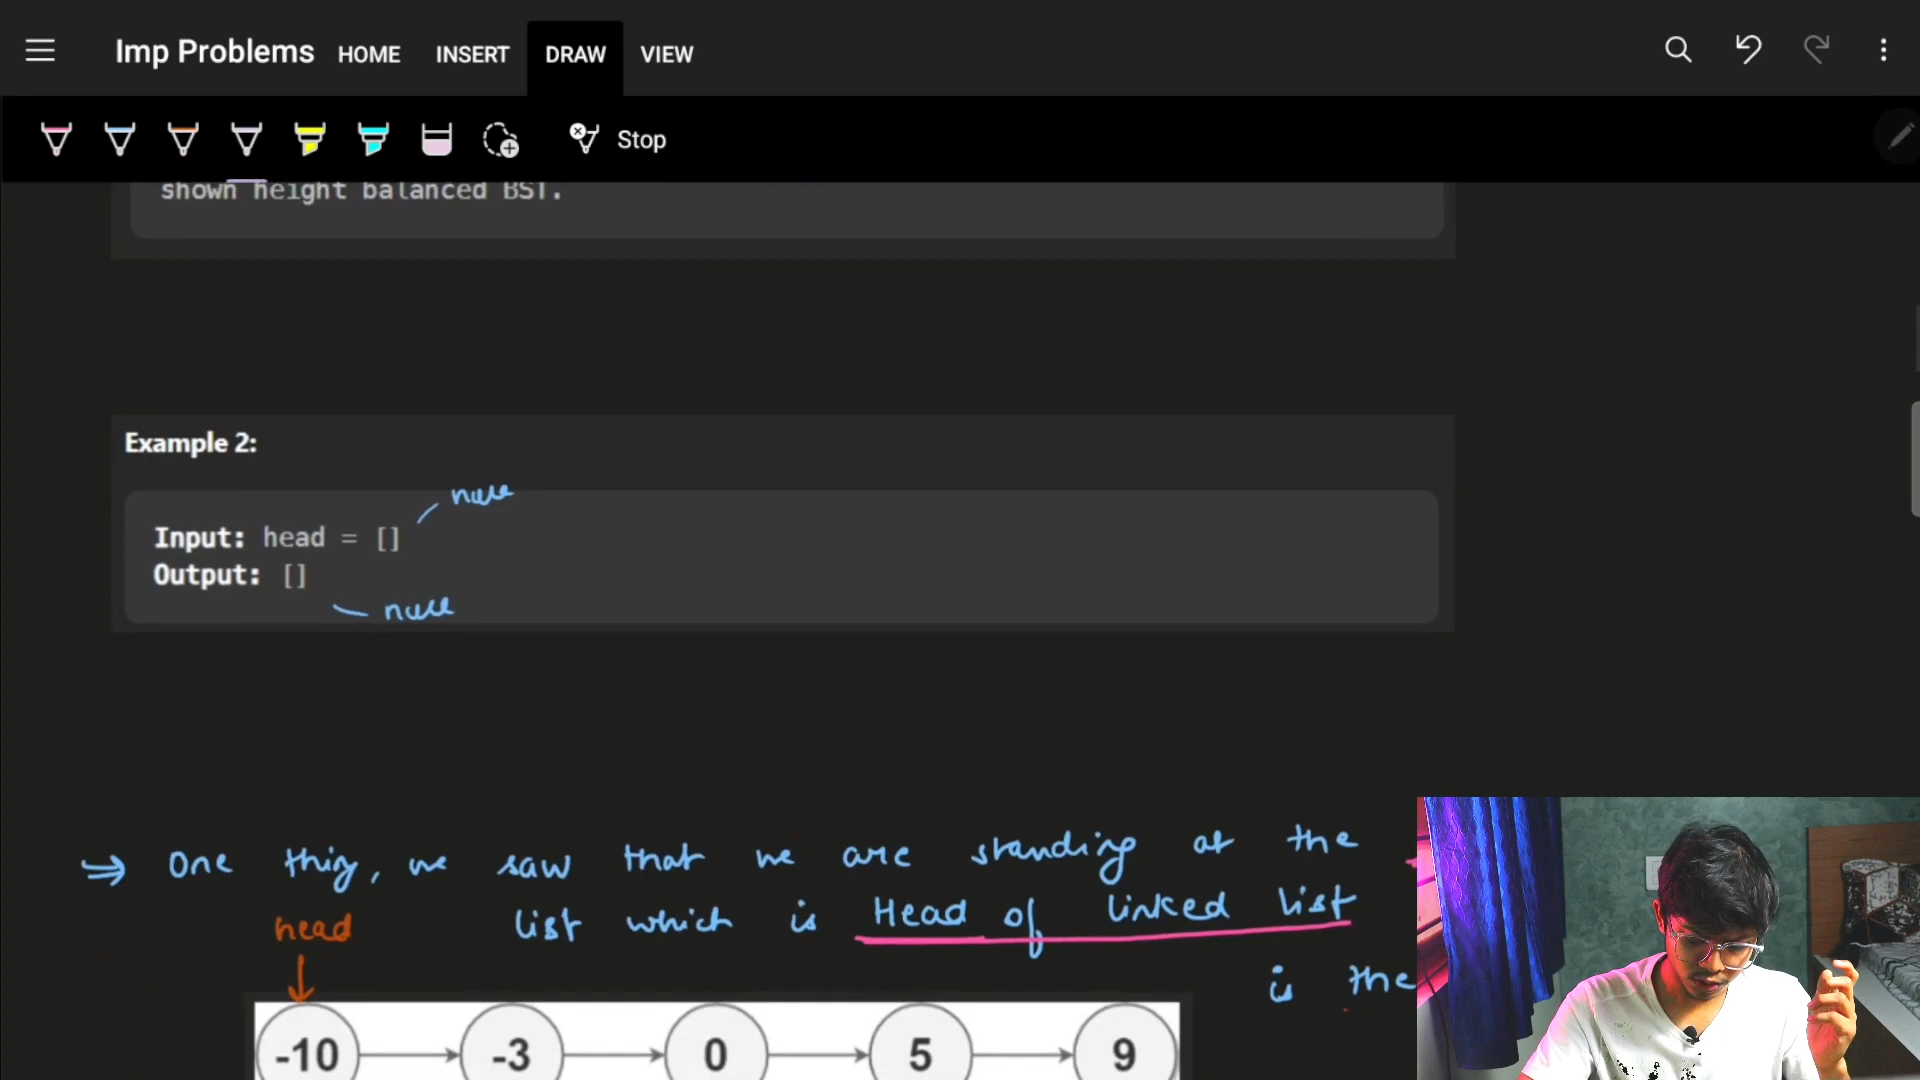 Imp Problems HOME INSERT DRAW VIEW
Stop
shown height balanced BST.
Example 2:
null
Input: head = []
Output: []
null
⇒ One thing, we saw that we are standing at the
head list which is Head of linked list
is the
-10 -3 0 5 9